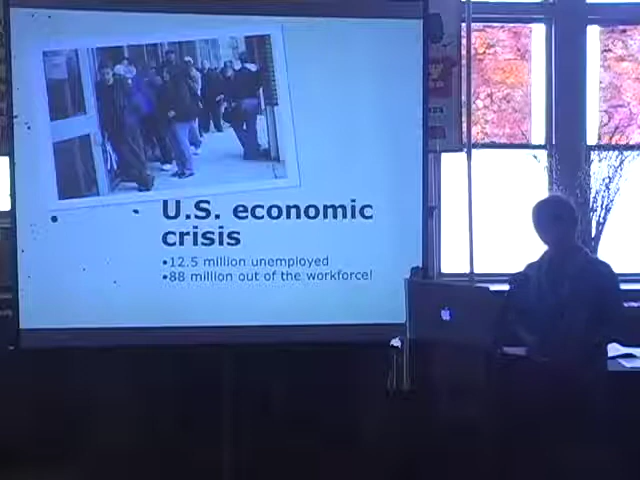 U.S. economic
crisis
•12.5 million unemployed
•88 million out of the workforce!